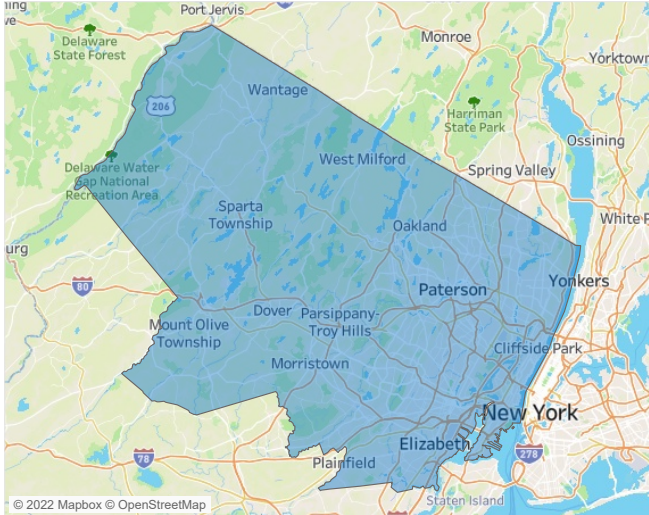 ning
Port Jervis
ve
Delaware
State Forest
Monroe
Yorktown
Wantage
206
Harriman
State Park
Ossining
Delaware Water
Gap National
Recreation Area
West Milford
Spring Valley
Sparta
Township
Oakland
White P
urg
80
Paterson
Yonkers
Dover
Parsippany-
Troy Hills
Mount Olive
Township
Cliffside Park
Morristown
New York
Elizabeth
78
Plainfield
278
Staten Island
© 2022 Mapbox © OpenStreetMap